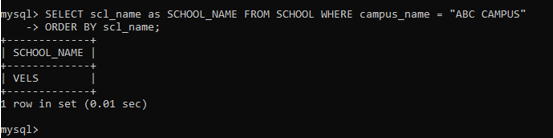 mysql> SELECT scl_name as SCHOOL_NAME FROM SCHOOL WHERE campus_name = "ABC CAMPUS"
    -> ORDER BY scl_name;
+-------------+
| SCHOOL_NAME |
+-------------+
| VELS        |
+-------------+
1 row in set (0.01 sec)
mysql>